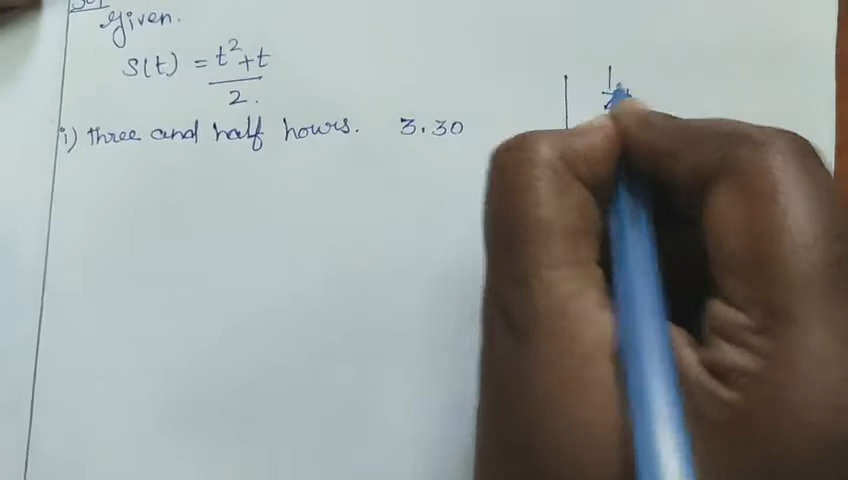 Given.
S(t) = t²+t / 2.
i) three and half hours. 3.30